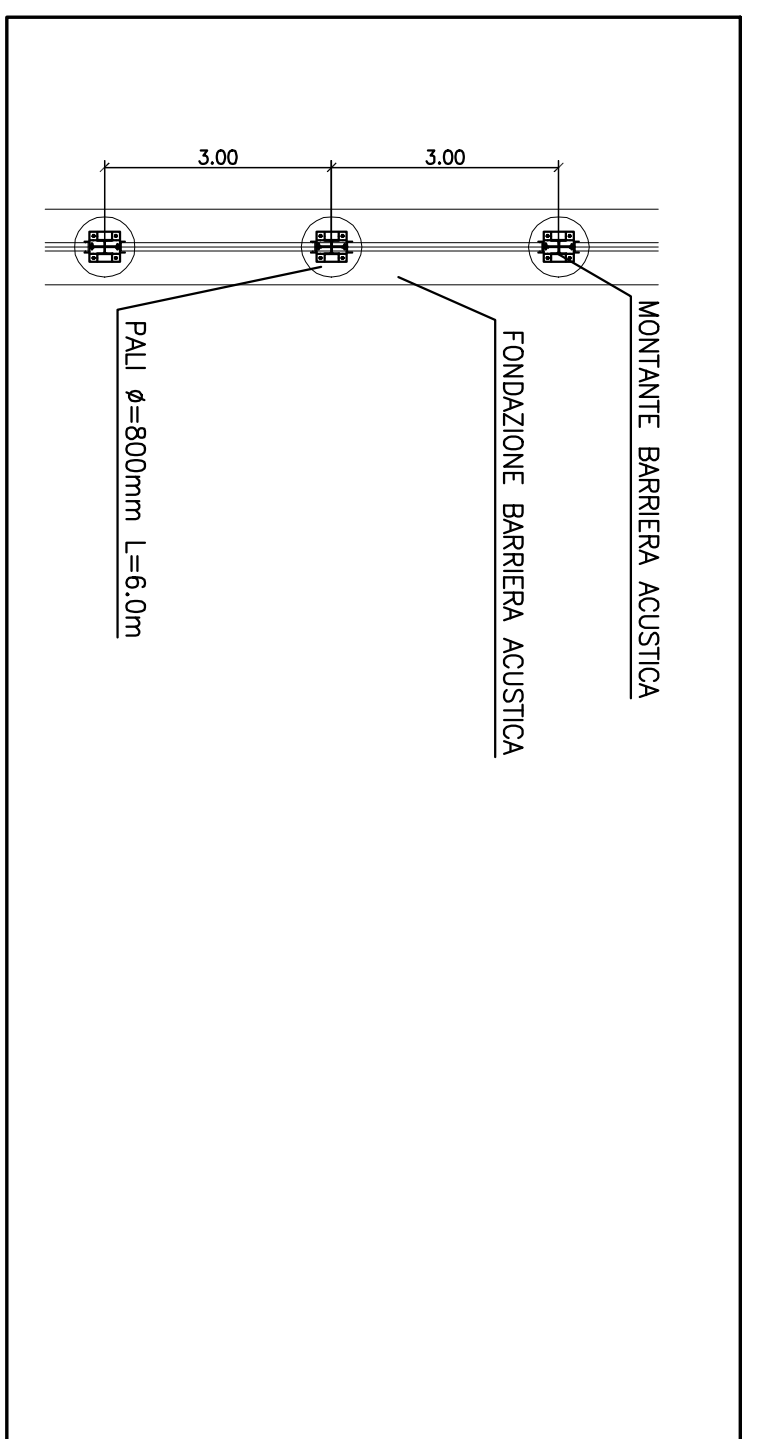 3.00
3.00
MONTANTE BARRIERA ACUSTICA
FONDAZIONE BARRIERA ACUSTICA
PALI ø=800mm L=6.0m